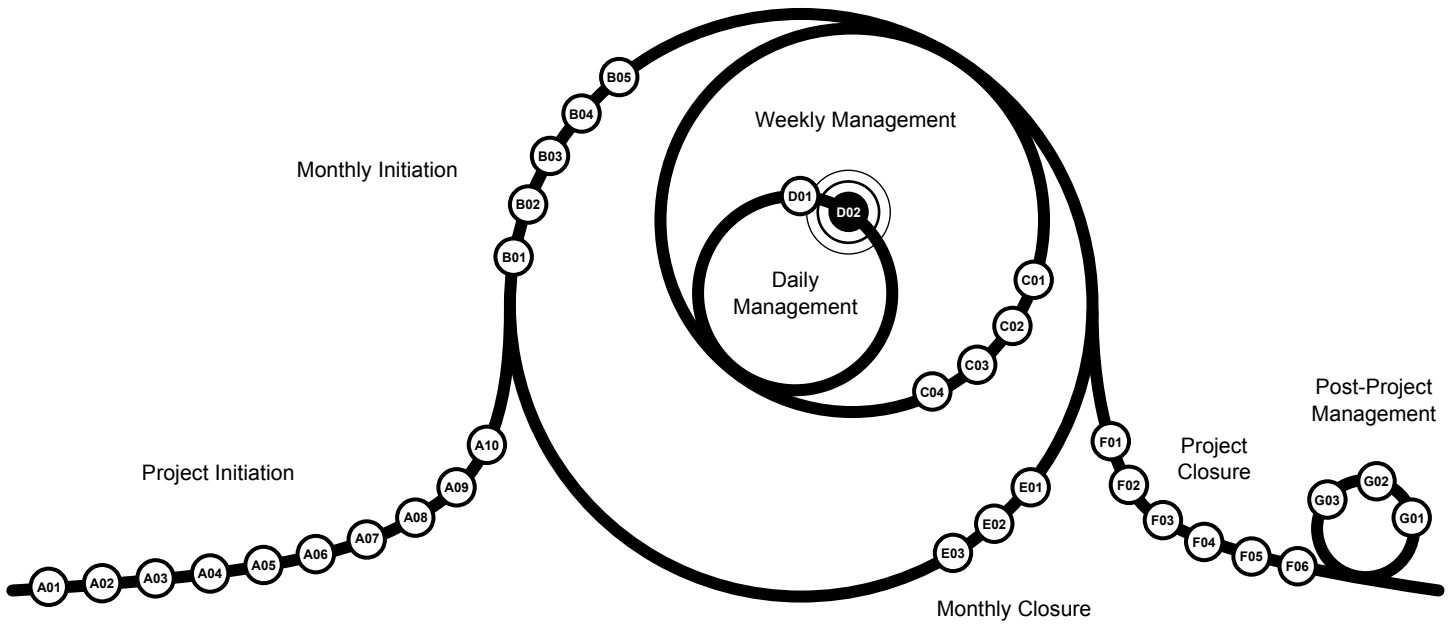 Project Initiation
A01
A02
A03
A04
A05
A06
A07
A08
A09
A10
Monthly Initiation
B01
B02
B03
B04
B05
Weekly Management
C01
C02
C03
C04
Daily
Management
D01
D02
Monthly Closure
E01
E02
E03
Project
Closure
F01
F02
F03
F04
F05
F06
Post-Project
Management
G01
G02
G03